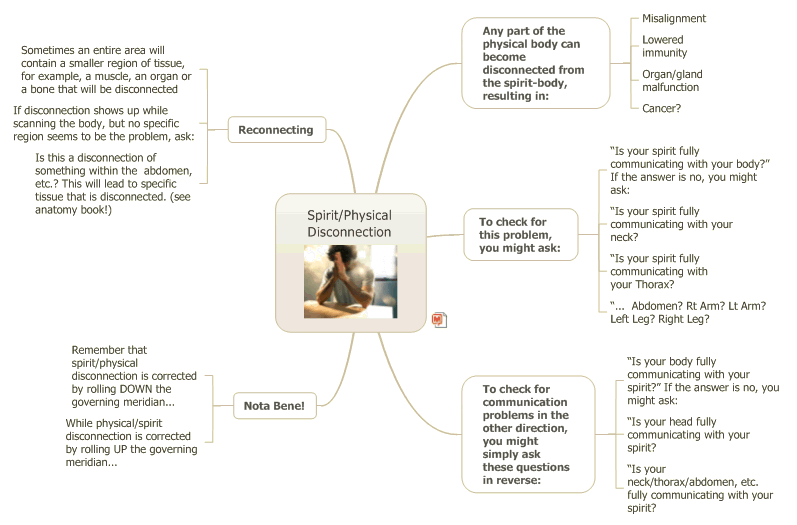 Spirit/Physical
Disconnection
Any part of the
physical body can
become
disconnected from
the spirit-body,
resulting in:
Misalignment
Lowered
immunity
Organ/gland
malfunction
Cancer?
To check for
this problem,
you might ask:
“Is your spirit fully
communicating with your body?”
If the answer is no, you might
ask:
“Is your spirit fully
communicating with your
neck?
“Is your spirit fully
communicating with
your Thorax?
“... Abdomen? Rt Arm? Lt Arm?
Left Leg? Right Leg?
To check for
communication
problems in the
other direction,
you might
simply ask
these questions
in reverse:
“Is your body fully
communicating with your
spirit?” If the answer is no, you
might ask:
“Is your head fully
communicating with your
spirit?
“Is your
neck/thorax/abdomen, etc.
fully communicating with your
spirit?
Nota Bene!
Remember that
spirit/physical
disconnection is corrected
by rolling DOWN the
governing meridian...
While physical/spirit
disconnection is corrected
by rolling UP the governing
meridian...
Reconnecting
Sometimes an entire area will
contain a smaller region of tissue,
for example, a muscle, an organ or
a bone that will be disconnected
If disconnection shows up while
scanning the body, but no specific
region seems to be the problem, ask:
Is this a disconnection of
something within the abdomen,
etc.? This will lead to specific
tissue that is disconnected. (see
anatomy book!)